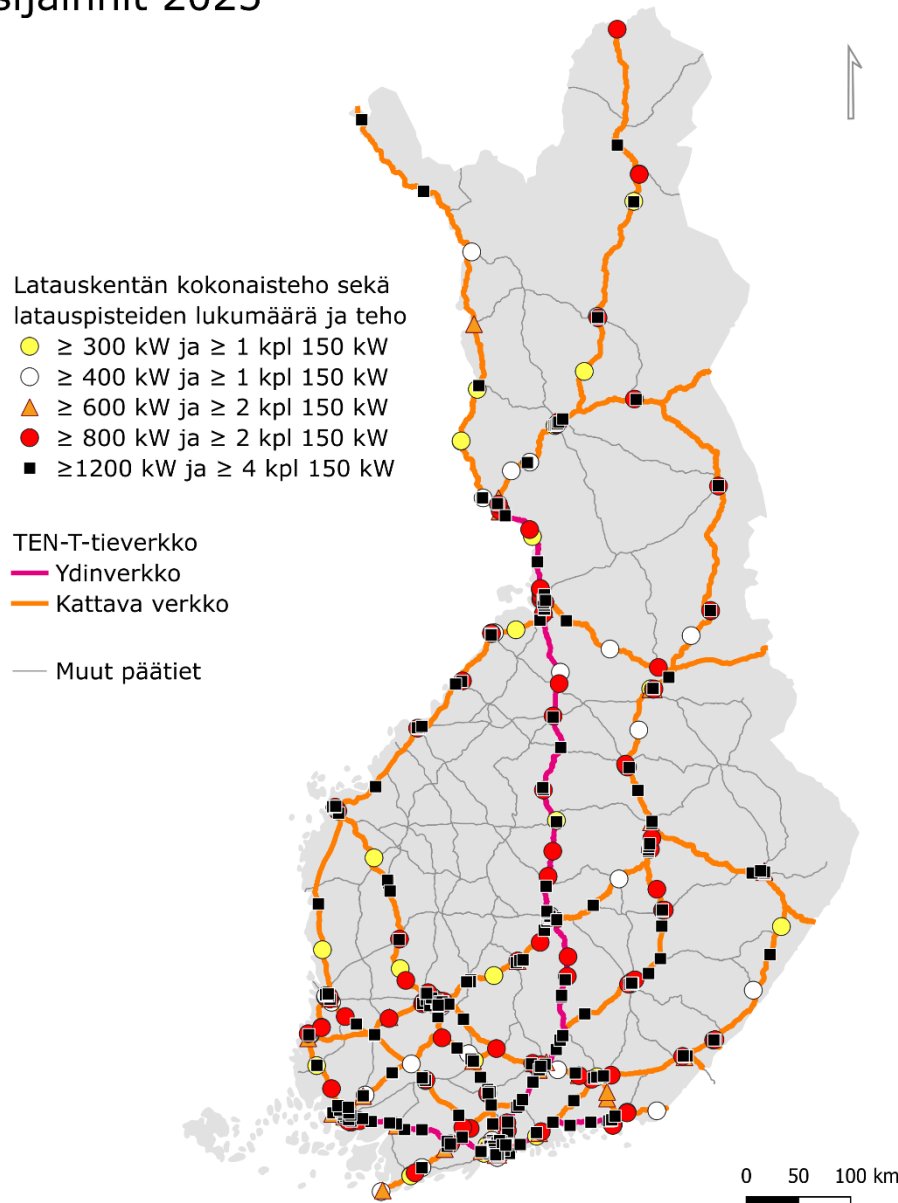 sijainnit 2025
Latauskentän kokonaisteho sekä
latauspisteiden lukumäärä ja teho
≥ 300 kW ja ≥ 1 kpl 150 kW
≥ 400 kW ja ≥ 1 kpl 150 kW
≥ 600 kW ja ≥ 2 kpl 150 kW
≥ 800 kW ja ≥ 2 kpl 150 kW
≥1200 kW ja ≥ 4 kpl 150 kW
TEN-T-tieverkko
Ydinverkko
Kattava verkko
Muut päätiet
0 50 100 km